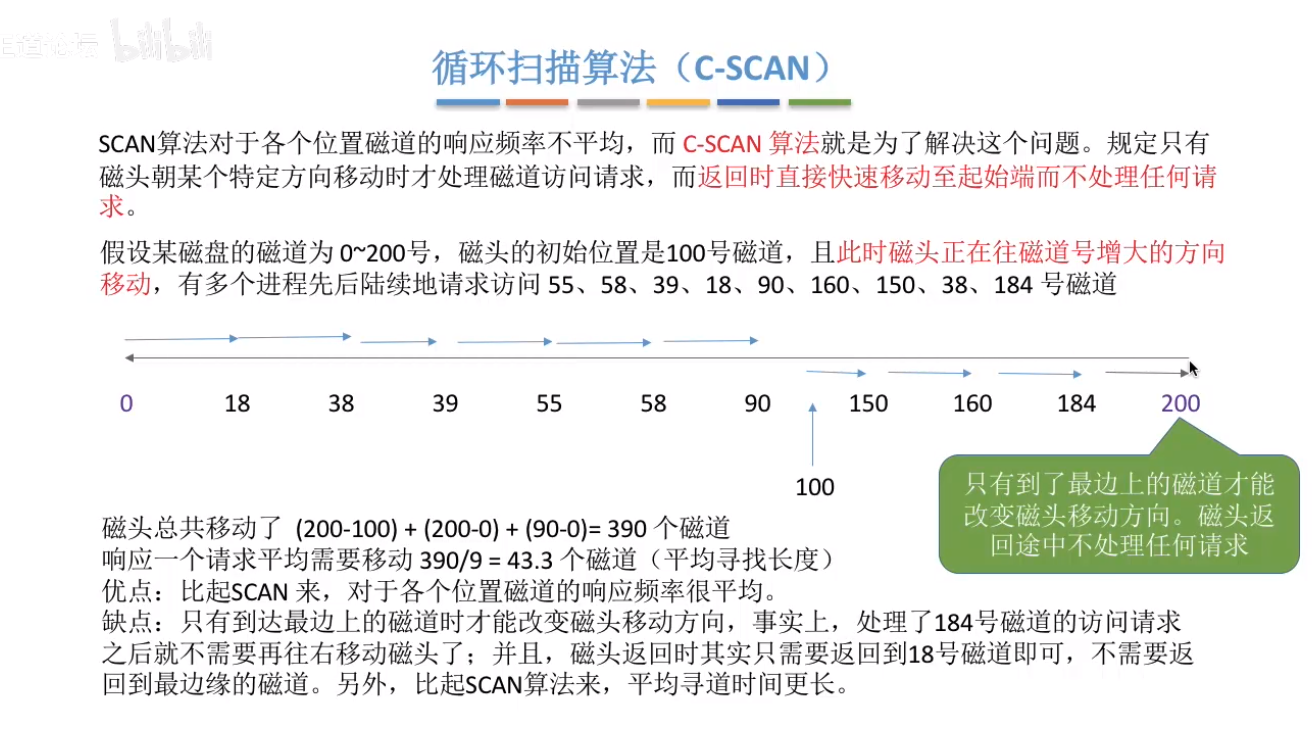 王道论坛 bilibili
循环扫描算法（C-SCAN）
SCAN算法对于各个位置磁道的响应频率不平均，而 C-SCAN 算法就是为了解决这个问题。规定只有
磁头朝某个特定方向移动时才处理磁道访问请求，而返回时直接快速移动至起始端而不处理任何请
求。
假设某磁盘的磁道为 0~200号，磁头的初始位置是100号磁道，且此时磁头正在往磁道号增大的方向
移动，有多个进程先后陆续地请求访问 55、58、39、18、90、160、150、38、184 号磁道
0 18 38 39 55 58 90 150 160 184 200
100
只有到了最边上的磁道才能
改变磁头移动方向。磁头返
回途中不处理任何请求
磁头总共移动了 (200-100) + (200-0) + (90-0)= 390 个磁道
响应一个请求平均需要移动 390/9 = 43.3 个磁道（平均寻找长度）
优点：比起SCAN 来，对于各个位置磁道的响应频率很平均。
缺点：只有到达最边上的磁道时才能改变磁头移动方向，事实上，处理了184号磁道的访问请求
之后就不需要再往右移动磁头了；并且，磁头返回时其实只需要返回到18号磁道即可，不需要返
回到最边缘的磁道。另外，比起SCAN算法来，平均寻道时间更长。